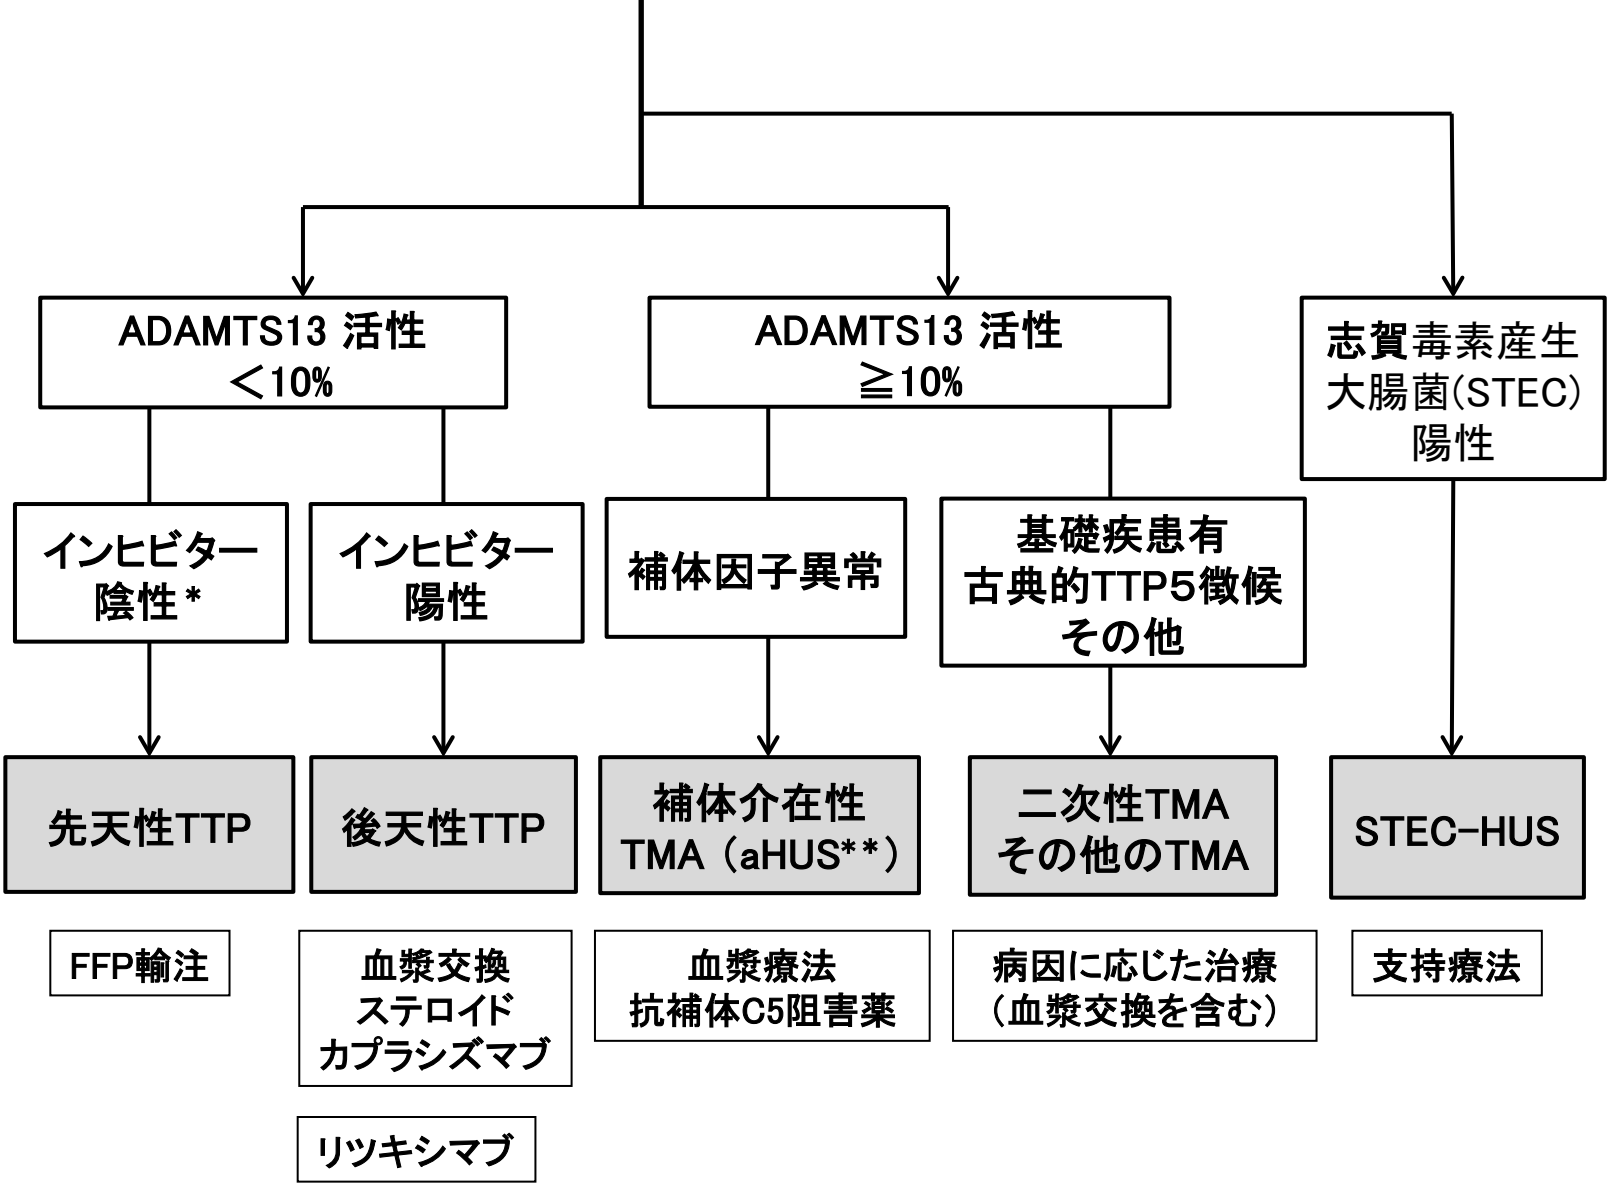 ADAMTS13 活性
<10%
ADAMTS13 活性
≧10%
志賀毒素産生
大腸菌(STEC)
陽性
インヒビター
陰性*
インヒビター
陽性
補体因子異常
基礎疾患有
古典的TTP5徴候
その他
先天性TTP
後天性TTP
補体介在性
TMA（aHUS**）
二次性TMA
その他のTMA
STEC-HUS
FFP輸注
血漿交換
ステロイド
カプラシズマブ
リツキシマブ
血漿療法
抗補体C5阻害薬
病因に応じた治療
（血漿交換を含む）
支持療法